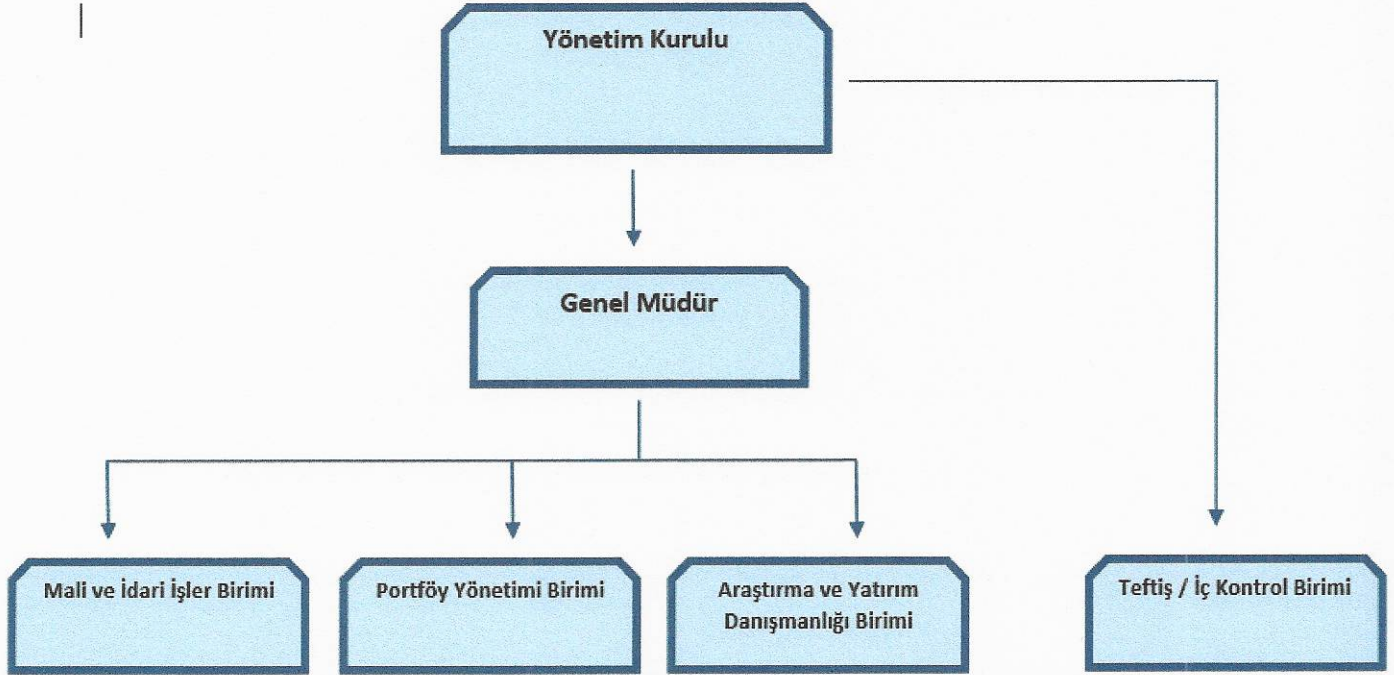 Yönetim Kurulu
Genel Müdür
Mali ve İdari İşler Birimi
Portföy Yönetimi Birimi
Araştırma ve Yatırım
Danışmanlığı Birimi
Teftiş / İç Kontrol Birimi